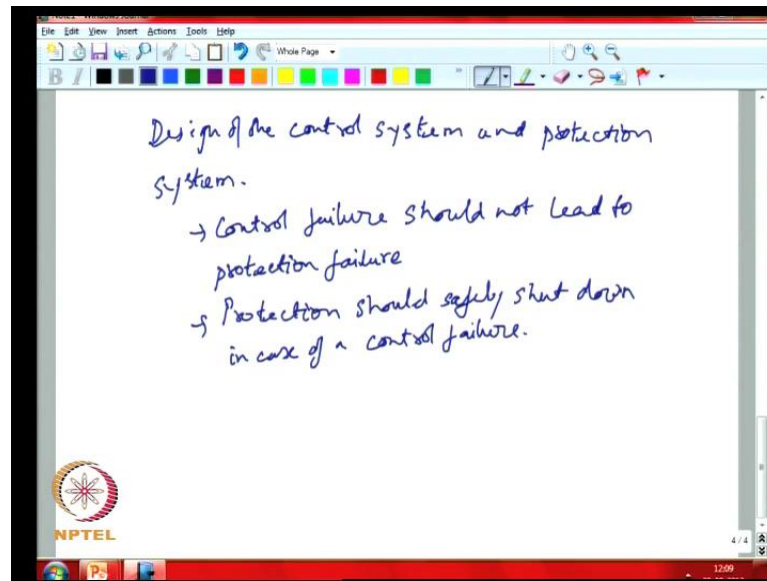 File Edit View Insert Actions Tools Help
Whole Page
B I
Design of the control system and protection
system.
→ Control failure should not lead to
protection failure
→ Protection should safely shut down
in case of a control failure.
NPTEL
4 / 4
12:09